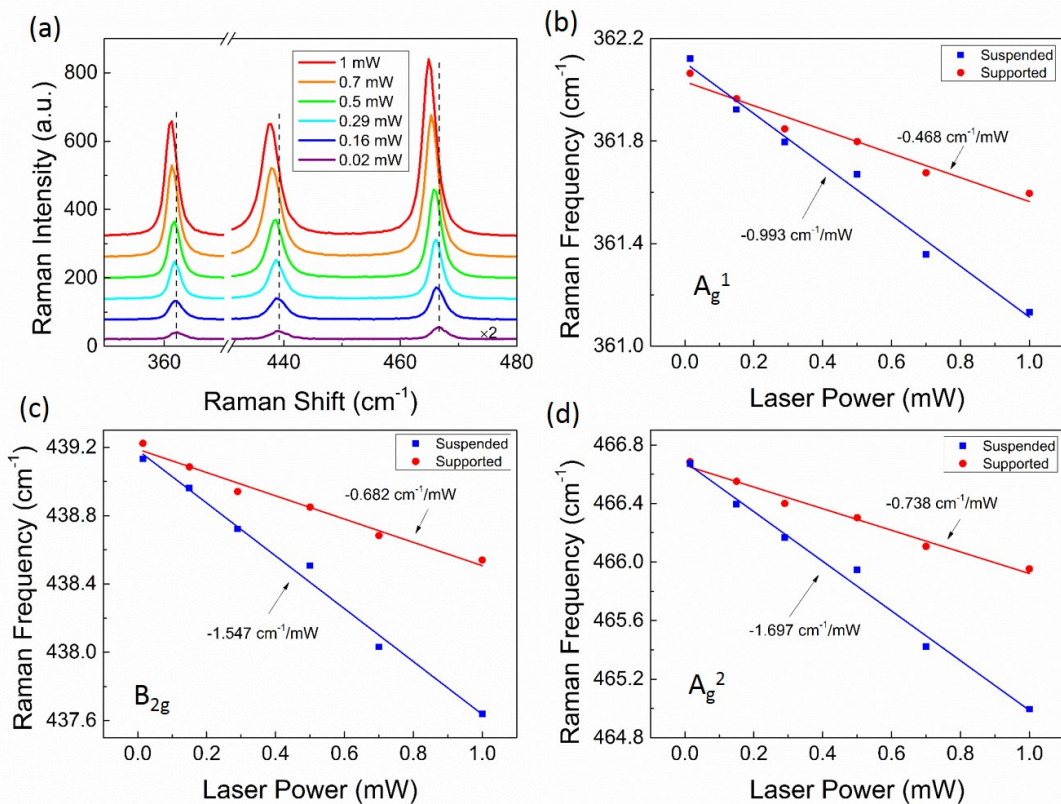 (a)
Raman Intensity (a.u.)
800
600
400
200
0
1 mW
0.7 mW
0.5 mW
0.29 mW
0.16 mW
0.02 mW
×2
360
440
460
480
Raman Shift (cm⁻¹)
(b)
Raman Frequency (cm⁻¹)
362.2
361.8
361.4
361.0
Suspended
Supported
-0.468 cm⁻¹/mW
-0.993 cm⁻¹/mW
A_g¹
0.0 0.2 0.4 0.6 0.8 1.0
Laser Power (mW)
(c)
Raman Frequency (cm⁻¹)
439.2
438.8
438.4
438.0
437.6
Suspended
Supported
-0.682 cm⁻¹/mW
-1.547 cm⁻¹/mW
B_2g
0.0 0.2 0.4 0.6 0.8 1.0
Laser Power (mW)
(d)
Raman Frequency (cm⁻¹)
466.8
466.4
466.0
465.6
465.2
464.8
Suspended
Supported
-0.738 cm⁻¹/mW
-1.697 cm⁻¹/mW
A_g²
0.0 0.2 0.4 0.6 0.8 1.0
Laser Power (mW)